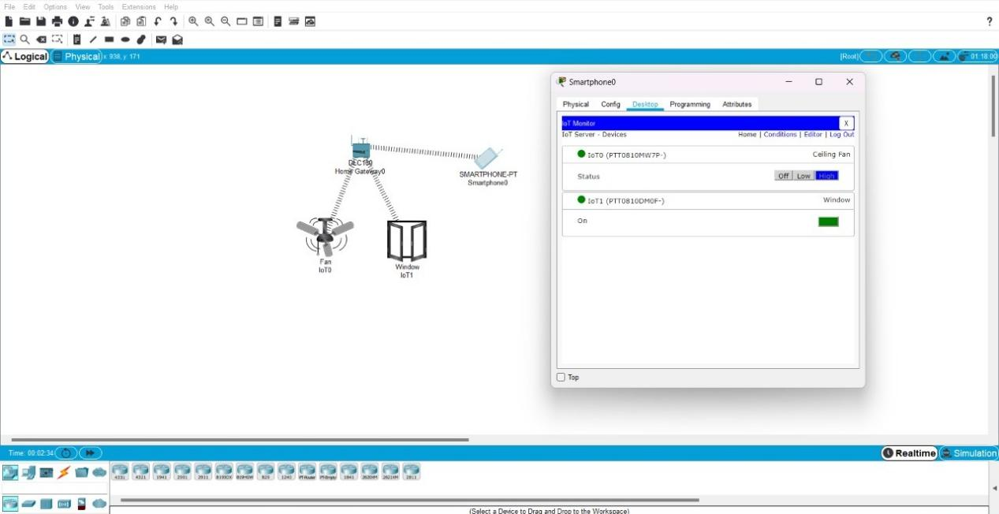 File Edit Options View Tools Extensions Help
?
Logical Physical x: 938, y: 171 [Root] 01:18:00
Smartphone0
Physical Config Desktop Programming Attributes
IoT Monitor X
IoT Server - Devices Home | Conditions | Editor | Log Out
IoT0 (PTT0810MW7P-) Ceiling Fan
Status Off Low High
IoT1 (PTT0810DM0F-) Window
On
Top
Home Gateway0
SMARTPHONE-PT
Smartphone0
Fan
IoT0
Window
IoT1
Time: 00:02:34 Realtime Simulation
4331 4321 1941 2901 2911 819IOX 819HGW 829 1240 PT-Router PT-Empty 1841 2620XM 2621XM 2811
(Select a Device to Drag and Drop to the Workspace)